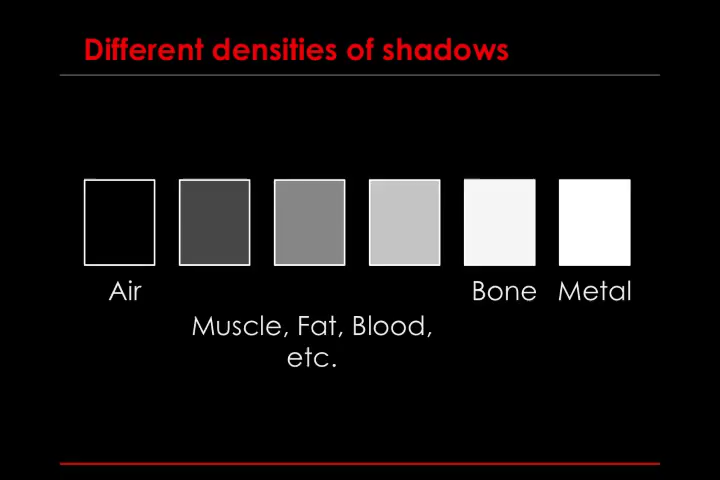 Different densities of shadows
Air
Bone
Metal
Muscle, Fat, Blood,
etc.